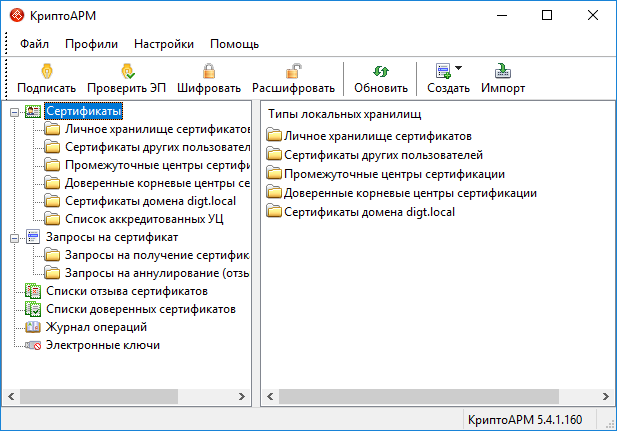 КриптоАРМ
Файл Профили Настройки Помощь
Подписать Проверить ЭП Шифровать Расшифровать Обновить Создать Импорт
Сертификаты
Личное хранилище сертификатов
Сертификаты других пользовател
Промежуточные центры сертифи
Доверенные корневые центры се
Сертификаты домена digt.local
Список аккредитованных УЦ
Запросы на сертификат
Запросы на получение сертифик
Запросы на аннулирование (отзы
Списки отзыва сертификатов
Списки доверенных сертификатов
Журнал операций
Электронные ключи
Типы локальных хранилищ
Личное хранилище сертификатов
Сертификаты других пользователей
Промежуточные центры сертификации
Доверенные корневые центры сертификации
Сертификаты домена digt.local
КриптоАРМ 5.4.1.160